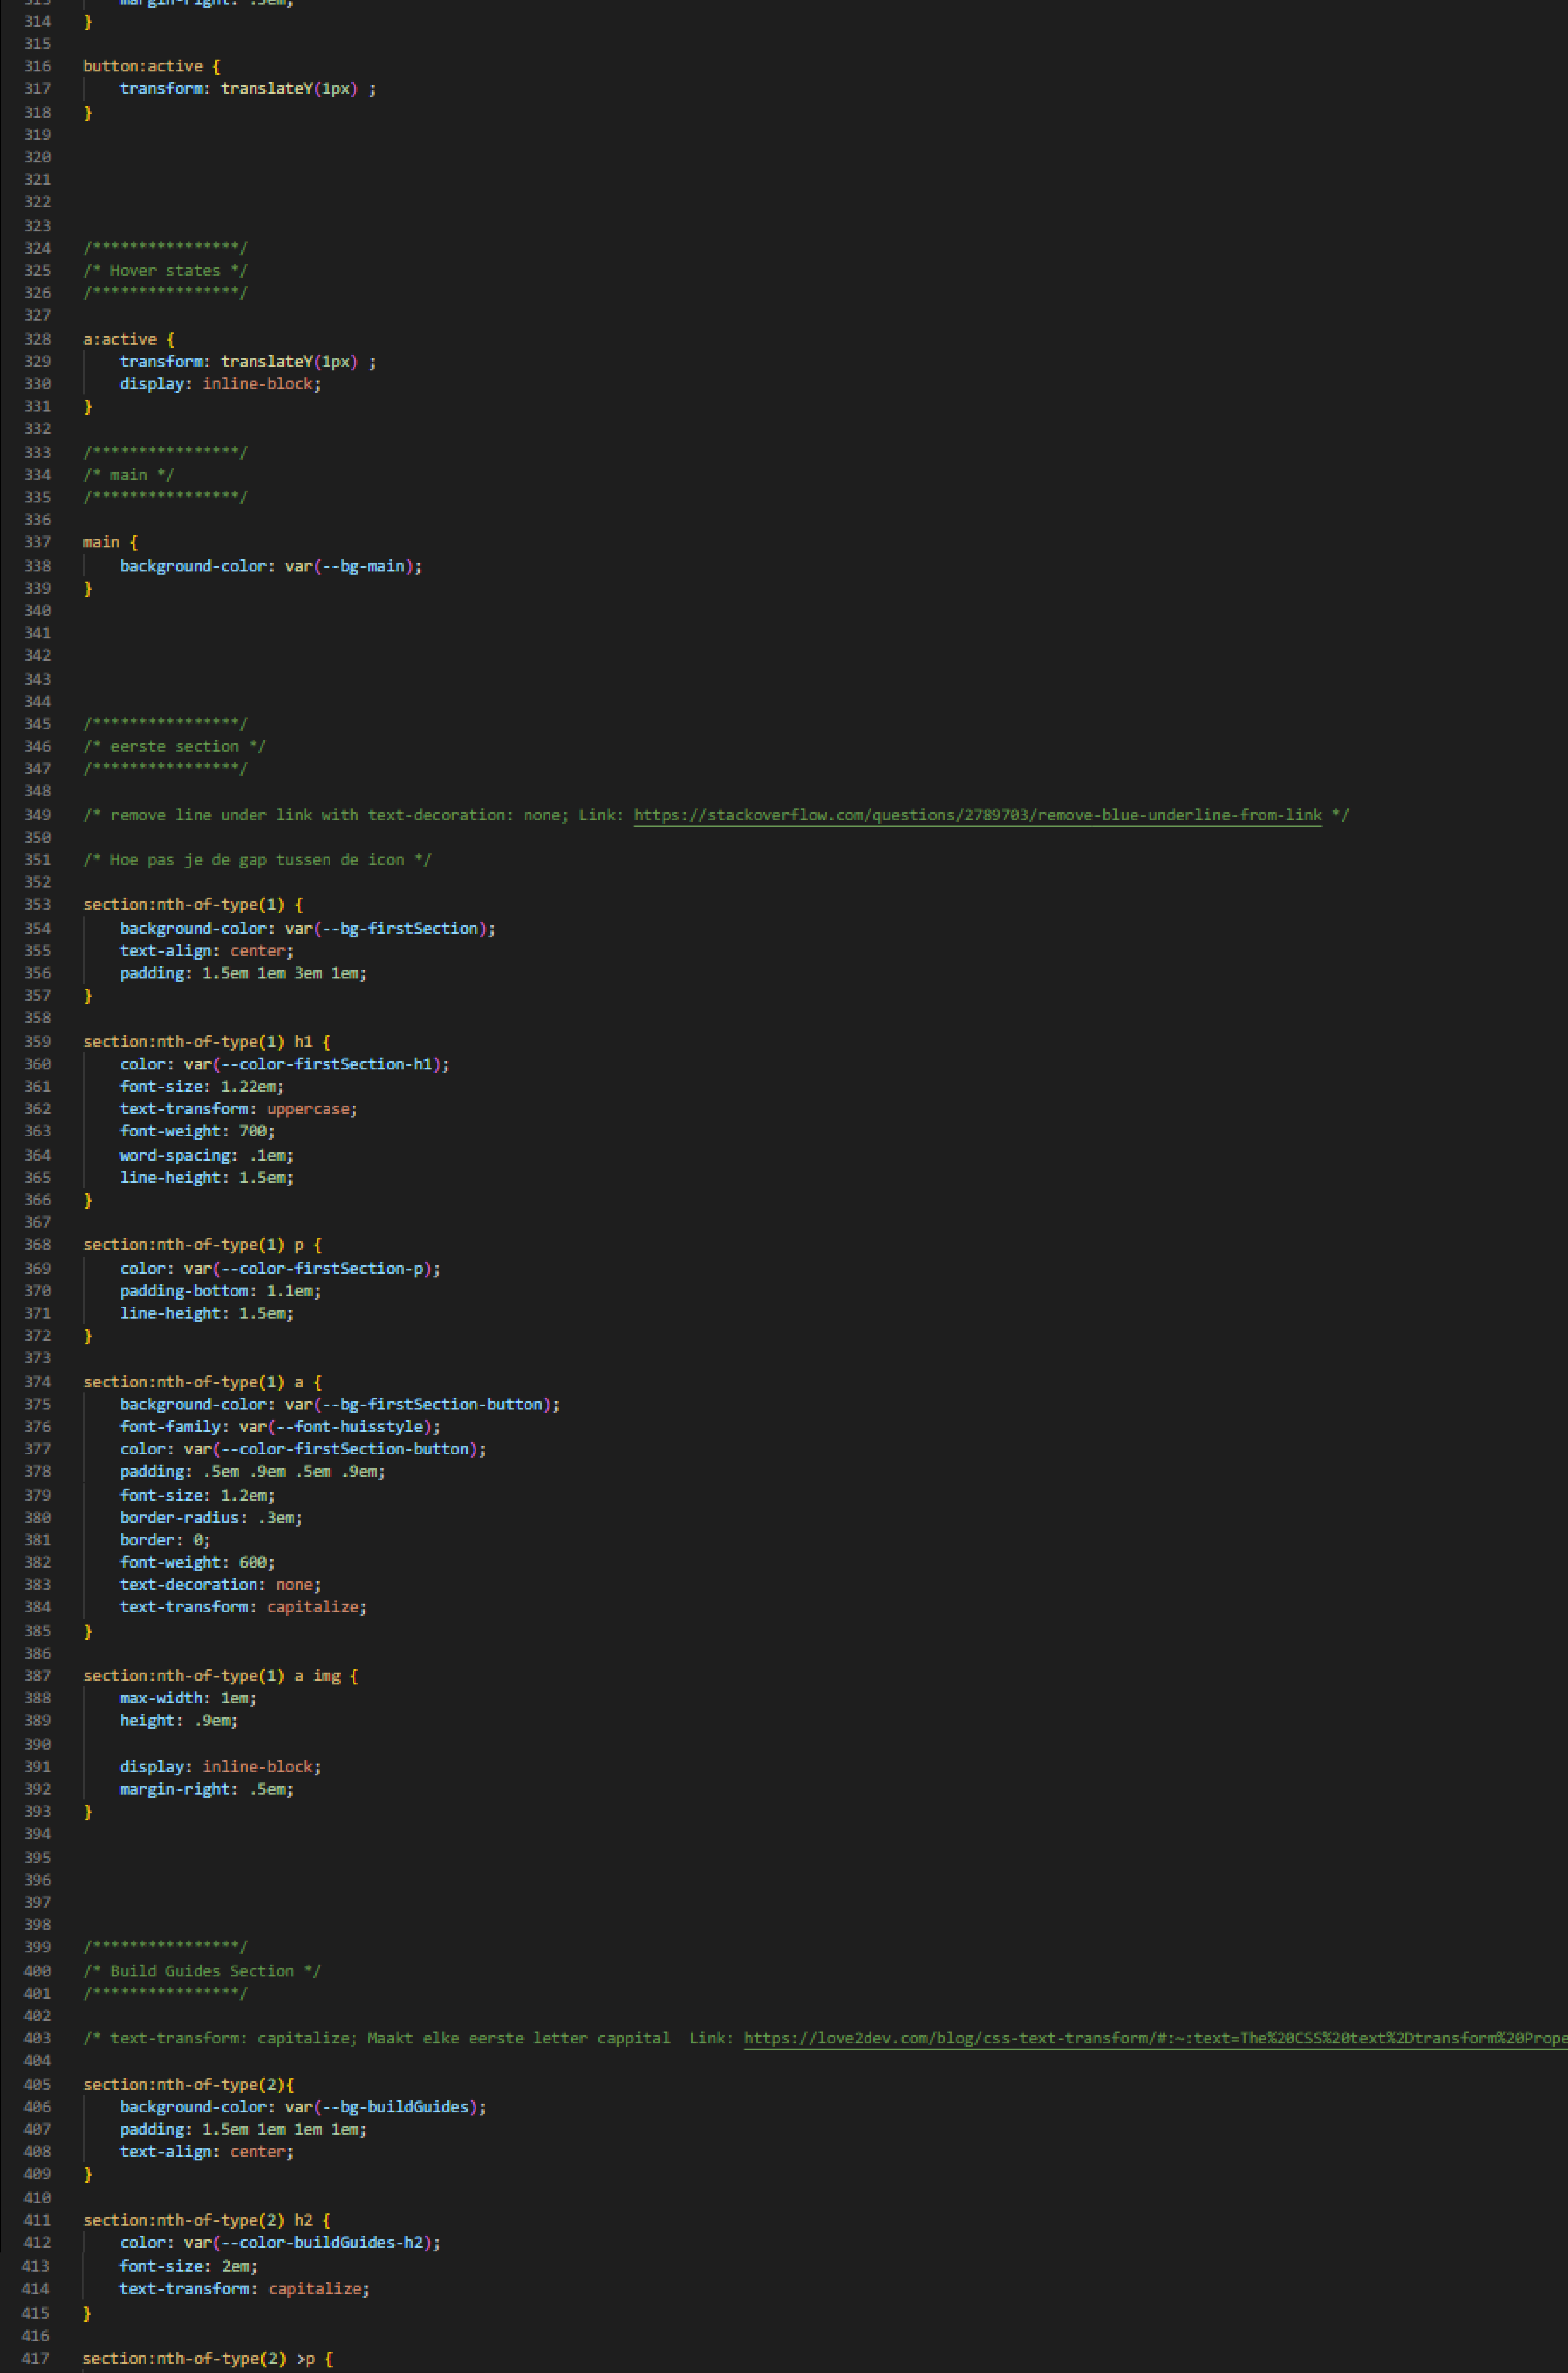 313 margin-right: .5em;
314 }
315
316 button:active {
317 transform: translateY(1px) ;
318 }
319
320
321
322
323
324 /****************/
325 /* Hover states */
326 /****************/
327
328 a:active {
329 transform: translateY(1px) ;
330 display: inline-block;
331 }
332
333 /****************/
334 /* main */
335 /****************/
336
337 main {
338 background-color: var(--bg-main);
339 }
340
341
342
343
344
345 /****************/
346 /* eerste section */
347 /****************/
348
349 /* remove line under link with text-decoration: none; Link: https://stackoverflow.com/questions/2789703/remove-blue-underline-from-link */
350
351 /* Hoe pas je de gap tussen de icon */
352
353 section:nth-of-type(1) {
354 background-color: var(--bg-firstSection);
355 text-align: center;
356 padding: 1.5em 1em 3em 1em;
357 }
358
359 section:nth-of-type(1) h1 {
360 color: var(--color-firstSection-h1);
361 font-size: 1.22em;
362 text-transform: uppercase;
363 font-weight: 700;
364 word-spacing: .1em;
365 line-height: 1.5em;
366 }
367
368 section:nth-of-type(1) p {
369 color: var(--color-firstSection-p);
370 padding-bottom: 1.1em;
371 line-height: 1.5em;
372 }
373
374 section:nth-of-type(1) a {
375 background-color: var(--bg-firstSection-button);
376 font-family: var(--font-huisstyle);
377 color: var(--color-firstSection-button);
378 padding: .5em .9em .5em .9em;
379 font-size: 1.2em;
380 border-radius: .3em;
381 border: 0;
382 font-weight: 600;
383 text-decoration: none;
384 text-transform: capitalize;
385 }
386
387 section:nth-of-type(1) a img {
388 max-width: 1em;
389 height: .9em;
390
391 display: inline-block;
392 margin-right: .5em;
393 }
394
395
396
397
398
399 /****************/
400 /* Build Guides Section */
401 /****************/
402
403 /* text-transform: capitalize; Maakt elke eerste letter cappital  Link: https://love2dev.com/blog/css-text-transform/#:~:text=The%20CSS%20text%2Dtransform%20Prope
404
405 section:nth-of-type(2){
406 background-color: var(--bg-buildGuides);
407 padding: 1.5em 1em 1em 1em;
408 text-align: center;
409 }
410
411 section:nth-of-type(2) h2 {
412 color: var(--color-buildGuides-h2);
413 font-size: 2em;
414 text-transform: capitalize;
415 }
416
417 section:nth-of-type(2) >p {